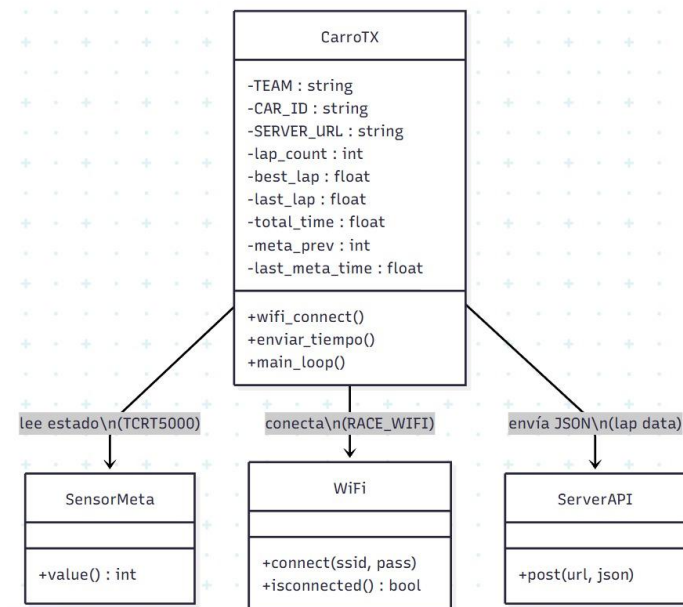 CarroTX
-TEAM : string
-CAR_ID : string
-SERVER_URL : string
-lap_count : int
-best_lap : float
-last_lap : float
-total_time : float
-meta_prev : int
-last_meta_time : float
+wifi_connect()
+enviar_tiempo()
+main_loop()
lee estado\n(TCRT5000)
conecta\n(RACE_WIFI)
envía JSON\n(lap data)
SensorMeta
+value() : int
WiFi
+connect(ssid, pass)
+isconnected() : bool
ServerAPI
+post(url, json)